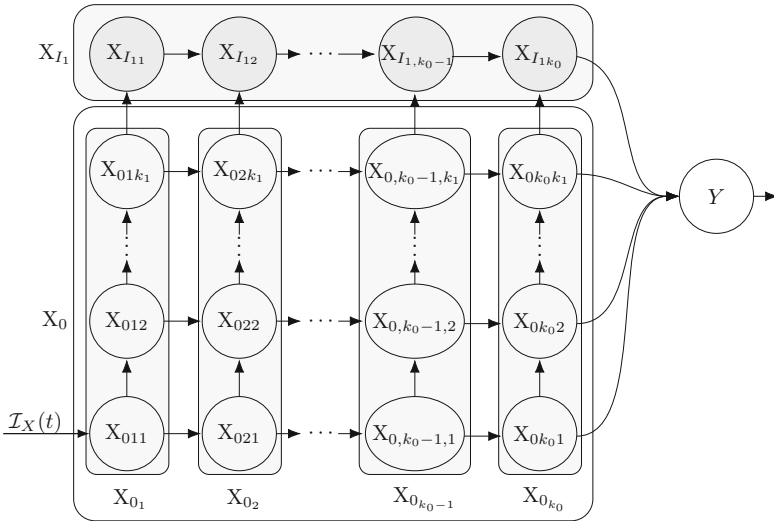 X_{I_1} X_{I_{11}} X_{I_{12}} ··· X_{I_{1,k_0−1}} X_{I_{1k_0}}
X_{01k_1} X_{02k_1} ··· X_{0,k_0−1,k_1} X_{0k_0k_1}
Y
⋮ ⋮ ⋮ ⋮
X_0 X_{012} X_{022} ··· X_{0,k_0−1,2} X_{0k_02}
𝓘_X(t) X_{011} X_{021} ··· X_{0,k_0−1,1} X_{0k_01}
X_{0_1} X_{0_2} X_{0_{k_0−1}} X_{0_{k_0}}